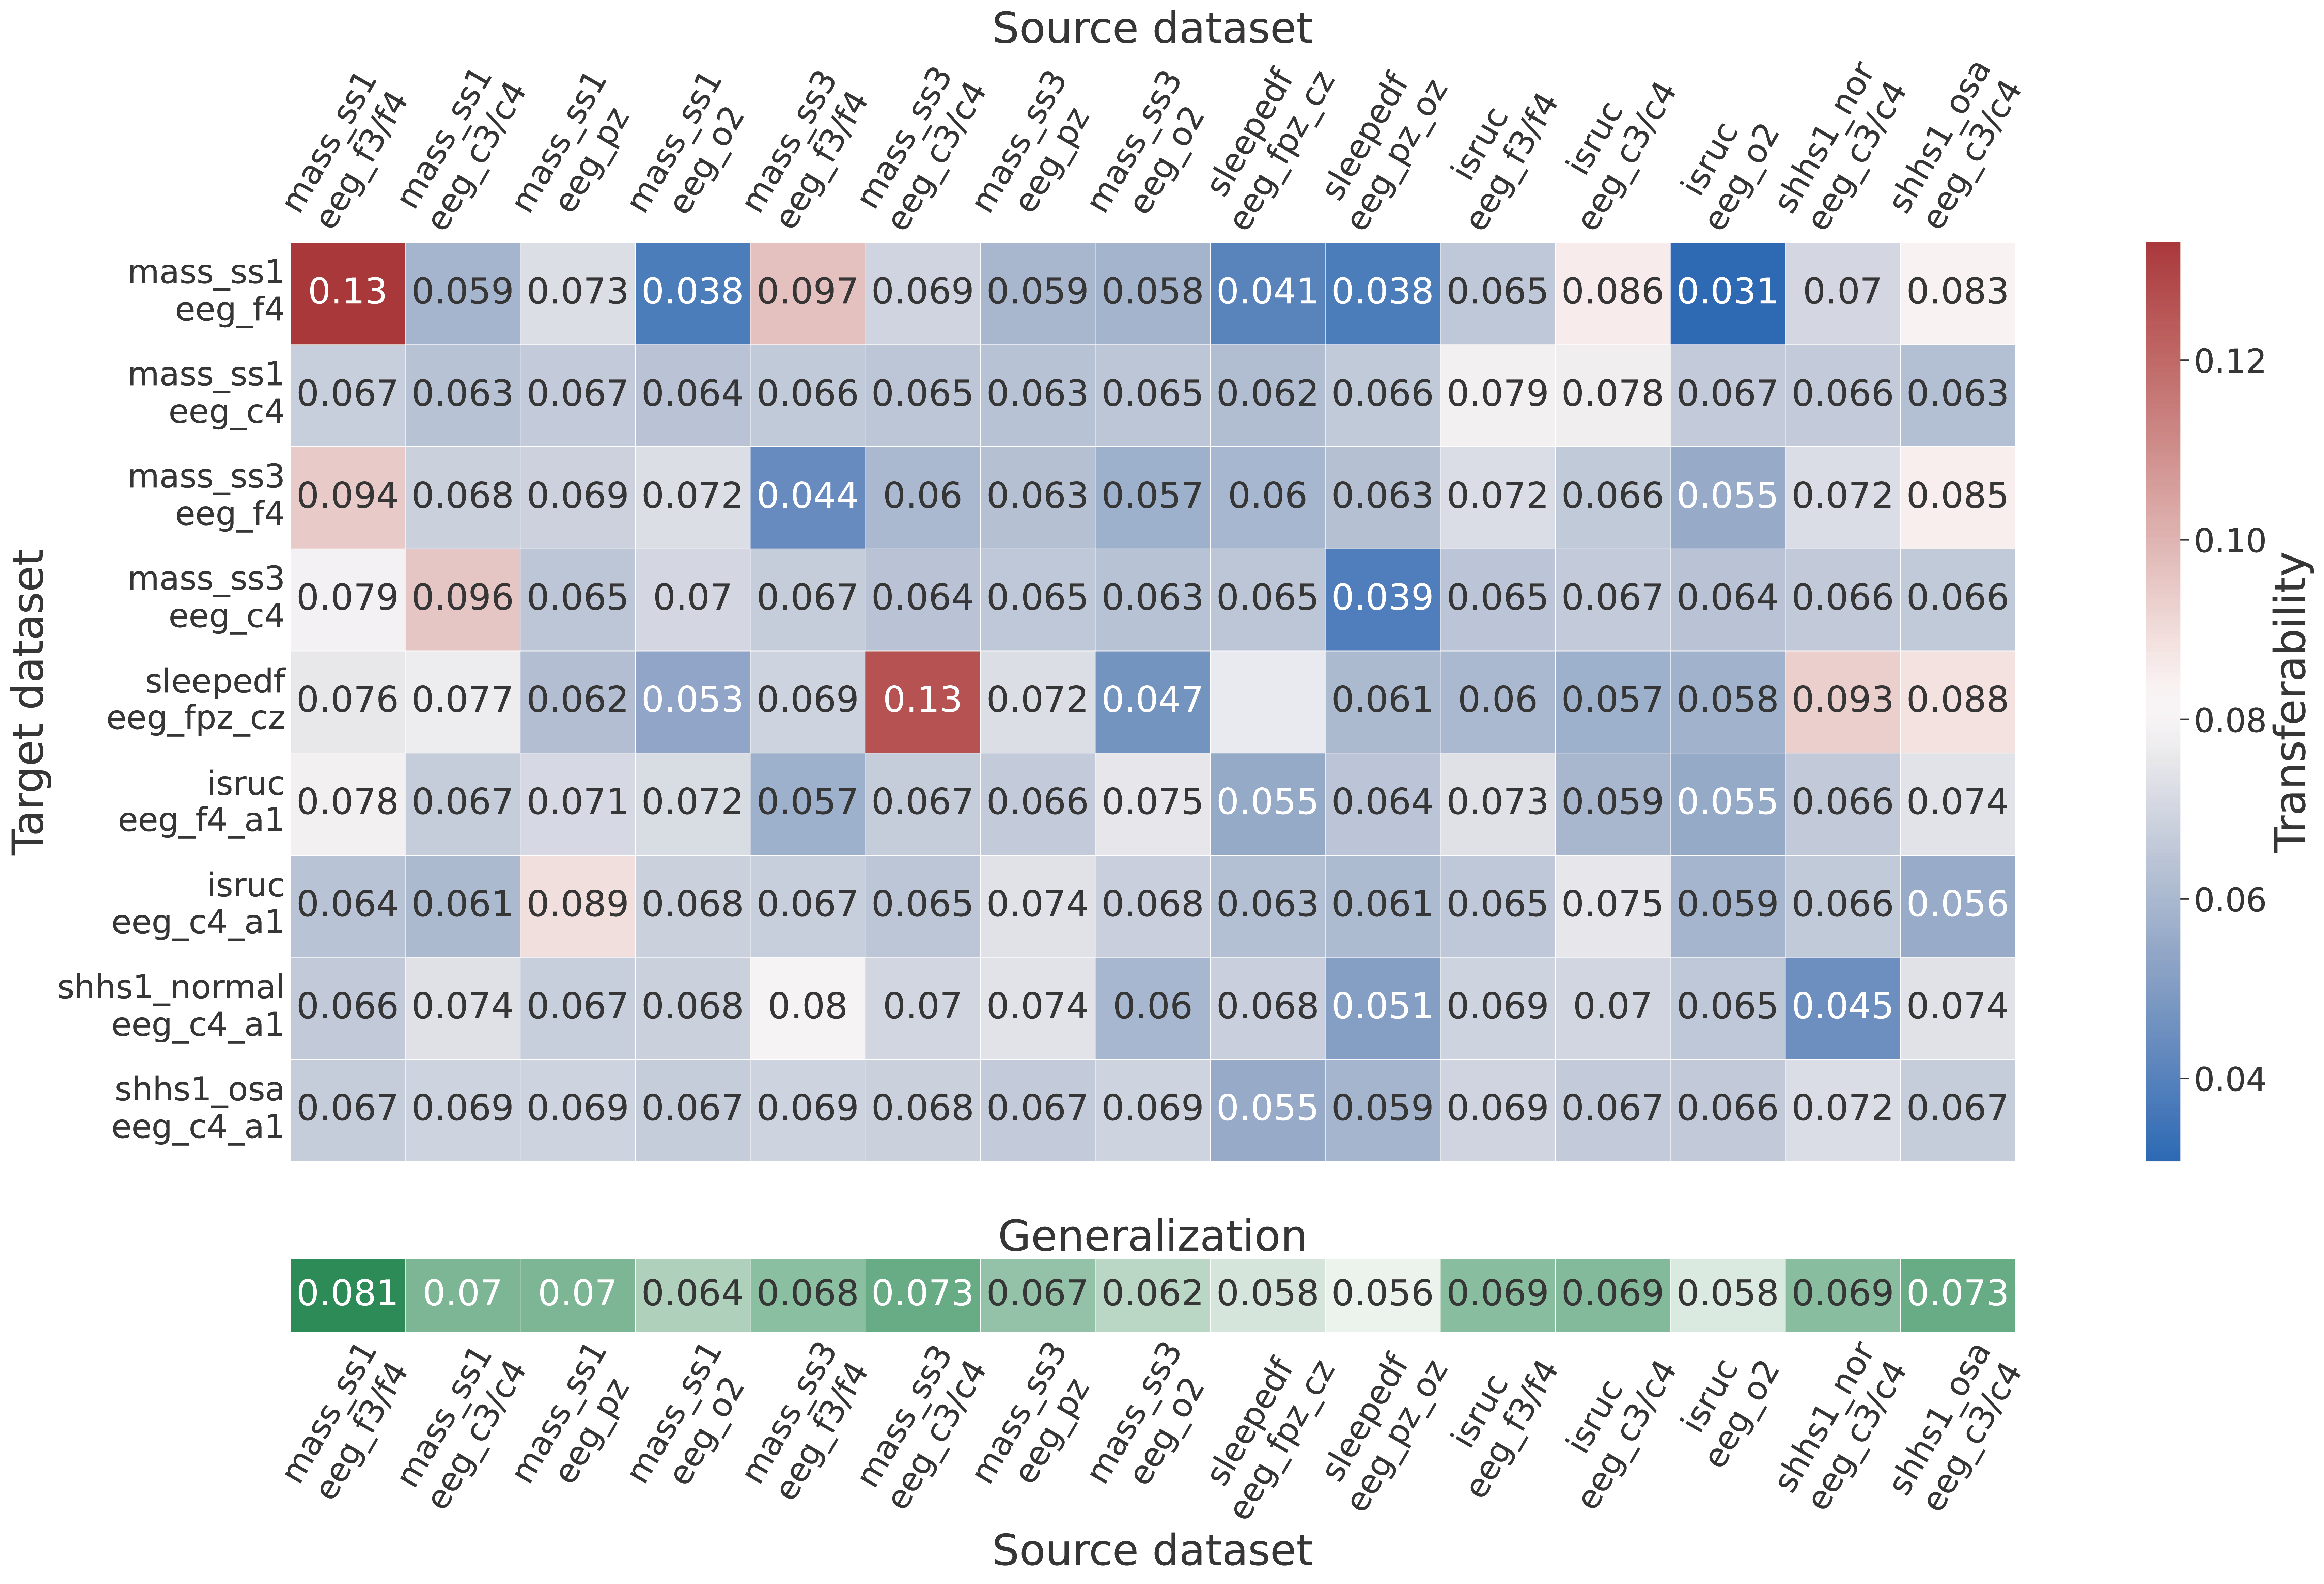 Source dataset
mass_ss1
eeg_f3/f4
mass_ss1
eeg_c3/c4
mass_ss1
eeg_pz
mass_ss1
eeg_o2
mass_ss3
eeg_f3/f4
mass_ss3
eeg_c3/c4
mass_ss3
eeg_pz
mass_ss3
eeg_o2
sleepedf
eeg_fpz_cz
sleepedf
eeg_pz_oz
isruc
eeg_f3/f4
isruc
eeg_c3/c4
isruc
eeg_o2
shhs1_nor
eeg_c3/c4
shhs1_osa
eeg_c3/c4
Target dataset
mass_ss1
eeg_f4
0.13 0.059 0.073 0.038 0.097 0.069 0.059 0.058 0.041 0.038 0.065 0.086 0.031 0.07 0.083
mass_ss1
eeg_c4
0.067 0.063 0.067 0.064 0.066 0.065 0.063 0.065 0.062 0.066 0.079 0.078 0.067 0.066 0.063
mass_ss3
eeg_f4
0.094 0.068 0.069 0.072 0.044 0.06 0.063 0.057 0.06 0.063 0.072 0.066 0.055 0.072 0.085
mass_ss3
eeg_c4
0.079 0.096 0.065 0.07 0.067 0.064 0.065 0.063 0.065 0.039 0.065 0.067 0.064 0.066 0.066
sleepedf
eeg_fpz_cz
0.076 0.077 0.062 0.053 0.069 0.13 0.072 0.047 0.061 0.06 0.057 0.058 0.093 0.088
isruc
eeg_f4_a1
0.078 0.067 0.071 0.072 0.057 0.067 0.066 0.075 0.055 0.064 0.073 0.059 0.055 0.066 0.074
isruc
eeg_c4_a1
0.064 0.061 0.089 0.068 0.067 0.065 0.074 0.068 0.063 0.061 0.065 0.075 0.059 0.066 0.056
shhs1_normal
eeg_c4_a1
0.066 0.074 0.067 0.068 0.08 0.07 0.074 0.06 0.068 0.051 0.069 0.07 0.065 0.045 0.074
shhs1_osa
eeg_c4_a1
0.067 0.069 0.069 0.067 0.069 0.068 0.067 0.069 0.055 0.059 0.069 0.067 0.066 0.072 0.067
0.12
0.10
0.08
0.06
0.04
Transferability
Generalization
0.081 0.07 0.07 0.064 0.068 0.073 0.067 0.062 0.058 0.056 0.069 0.069 0.058 0.069 0.073
mass_ss1
eeg_f3/f4
mass_ss1
eeg_c3/c4
mass_ss1
eeg_pz
mass_ss1
eeg_o2
mass_ss3
eeg_f3/f4
mass_ss3
eeg_c3/c4
mass_ss3
eeg_pz
mass_ss3
eeg_o2
sleepedf
eeg_fpz_cz
sleepedf
eeg_pz_oz
isruc
eeg_f3/f4
isruc
eeg_c3/c4
isruc
eeg_o2
shhs1_nor
eeg_c3/c4
shhs1_osa
eeg_c3/c4
Source dataset